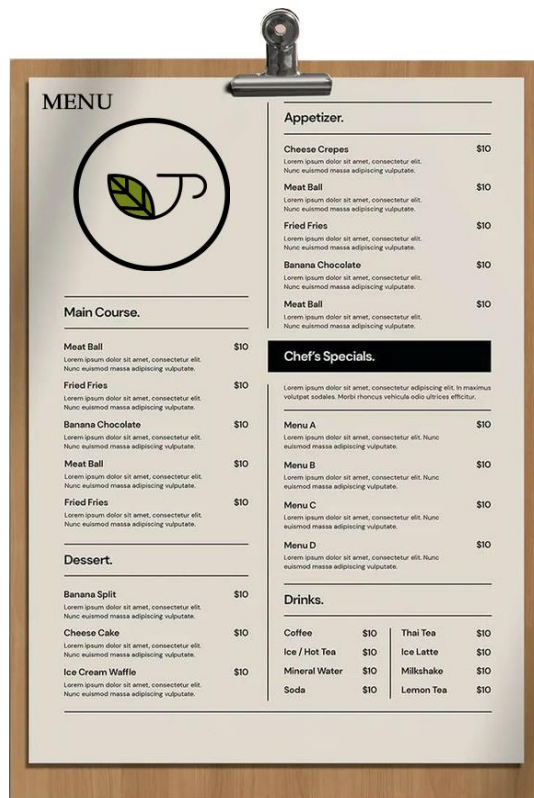 MENU
Main Course.
Meat Ball $10
Lorem ipsum dolor sit amet, consectetur elit.
Nunc euismod massa adipiscing vulputate.
Fried Fries $10
Lorem ipsum dolor sit amet, consectetur elit.
Nunc euismod massa adipiscing vulputate.
Banana Chocolate $10
Lorem ipsum dolor sit amet, consectetur elit.
Nunc euismod massa adipiscing vulputate.
Meat Ball $10
Lorem ipsum dolor sit amet, consectetur elit.
Nunc euismod massa adipiscing vulputate.
Fried Fries $10
Lorem ipsum dolor sit amet, consectetur elit.
Nunc euismod massa adipiscing vulputate.
Dessert.
Banana Split $10
Lorem ipsum dolor sit amet, consectetur elit.
Nunc euismod massa adipiscing vulputate.
Cheese Cake $10
Lorem ipsum dolor sit amet, consectetur elit.
Nunc euismod massa adipiscing vulputate.
Ice Cream Waffle $10
Lorem ipsum dolor sit amet, consectetur elit.
Nunc euismod massa adipiscing vulputate.
Appetizer.
Cheese Crepes $10
Lorem ipsum dolor sit amet, consectetur elit.
Nunc euismod massa adipiscing vulputate.
Meat Ball $10
Lorem ipsum dolor sit amet, consectetur elit.
Nunc euismod massa adipiscing vulputate.
Fried Fries $10
Lorem ipsum dolor sit amet, consectetur elit.
Nunc euismod massa adipiscing vulputate.
Banana Chocolate $10
Lorem ipsum dolor sit amet, consectetur elit.
Nunc euismod massa adipiscing vulputate.
Meat Ball $10
Lorem ipsum dolor sit amet, consectetur elit.
Nunc euismod massa adipiscing vulputate.
Chef's Specials.
Lorem ipsum dolor sit amet, consectetur adipiscing elit. In maximus
volutpat sodales. Morbi rhoncus vehicula odio ultrices efficitur.
Menu A $10
Lorem ipsum dolor sit amet, consectetur elit. Nunc
euismod massa adipiscing vulputate.
Menu B $10
Lorem ipsum dolor sit amet, consectetur elit. Nunc
euismod massa adipiscing vulputate.
Menu C $10
Lorem ipsum dolor sit amet, consectetur elit. Nunc
euismod massa adipiscing vulputate.
Menu D $10
Lorem ipsum dolor sit amet, consectetur elit. Nunc
euismod massa adipiscing vulputate.
Drinks.
Coffee $10 Thai Tea $10
Ice / Hot Tea $10 Ice Latte $10
Mineral Water $10 Milkshake $10
Soda $10 Lemon Tea $10